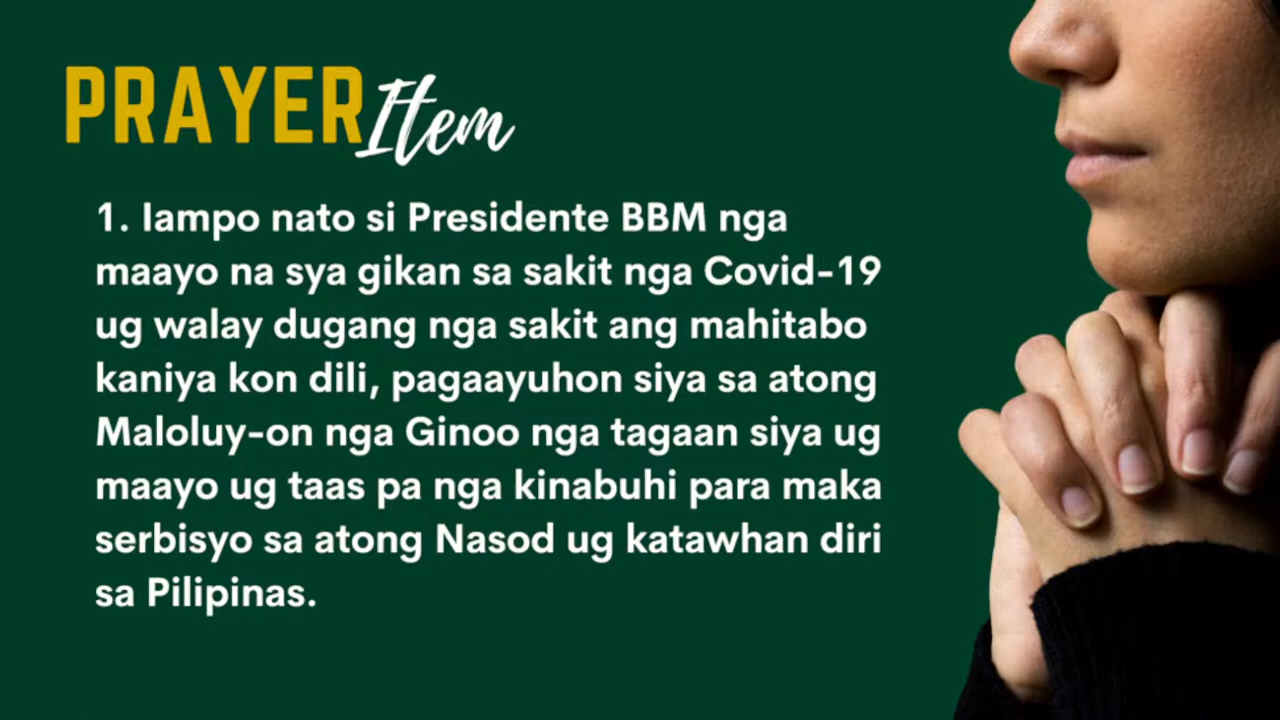 PRAYER Item
1. Iampo nato si Presidente BBM nga
maayo na sya gikan sa sakit nga Covid-19
ug walay dugang nga sakit ang mahitabo
kaniya kon dili, pagaayuhon siya sa atong
Maloluy-on nga Ginoo nga tagaan siya ug
maayo ug taas pa nga kinabuhi para maka
serbisyo sa atong Nasod ug katawhan diri
sa Pilipinas.